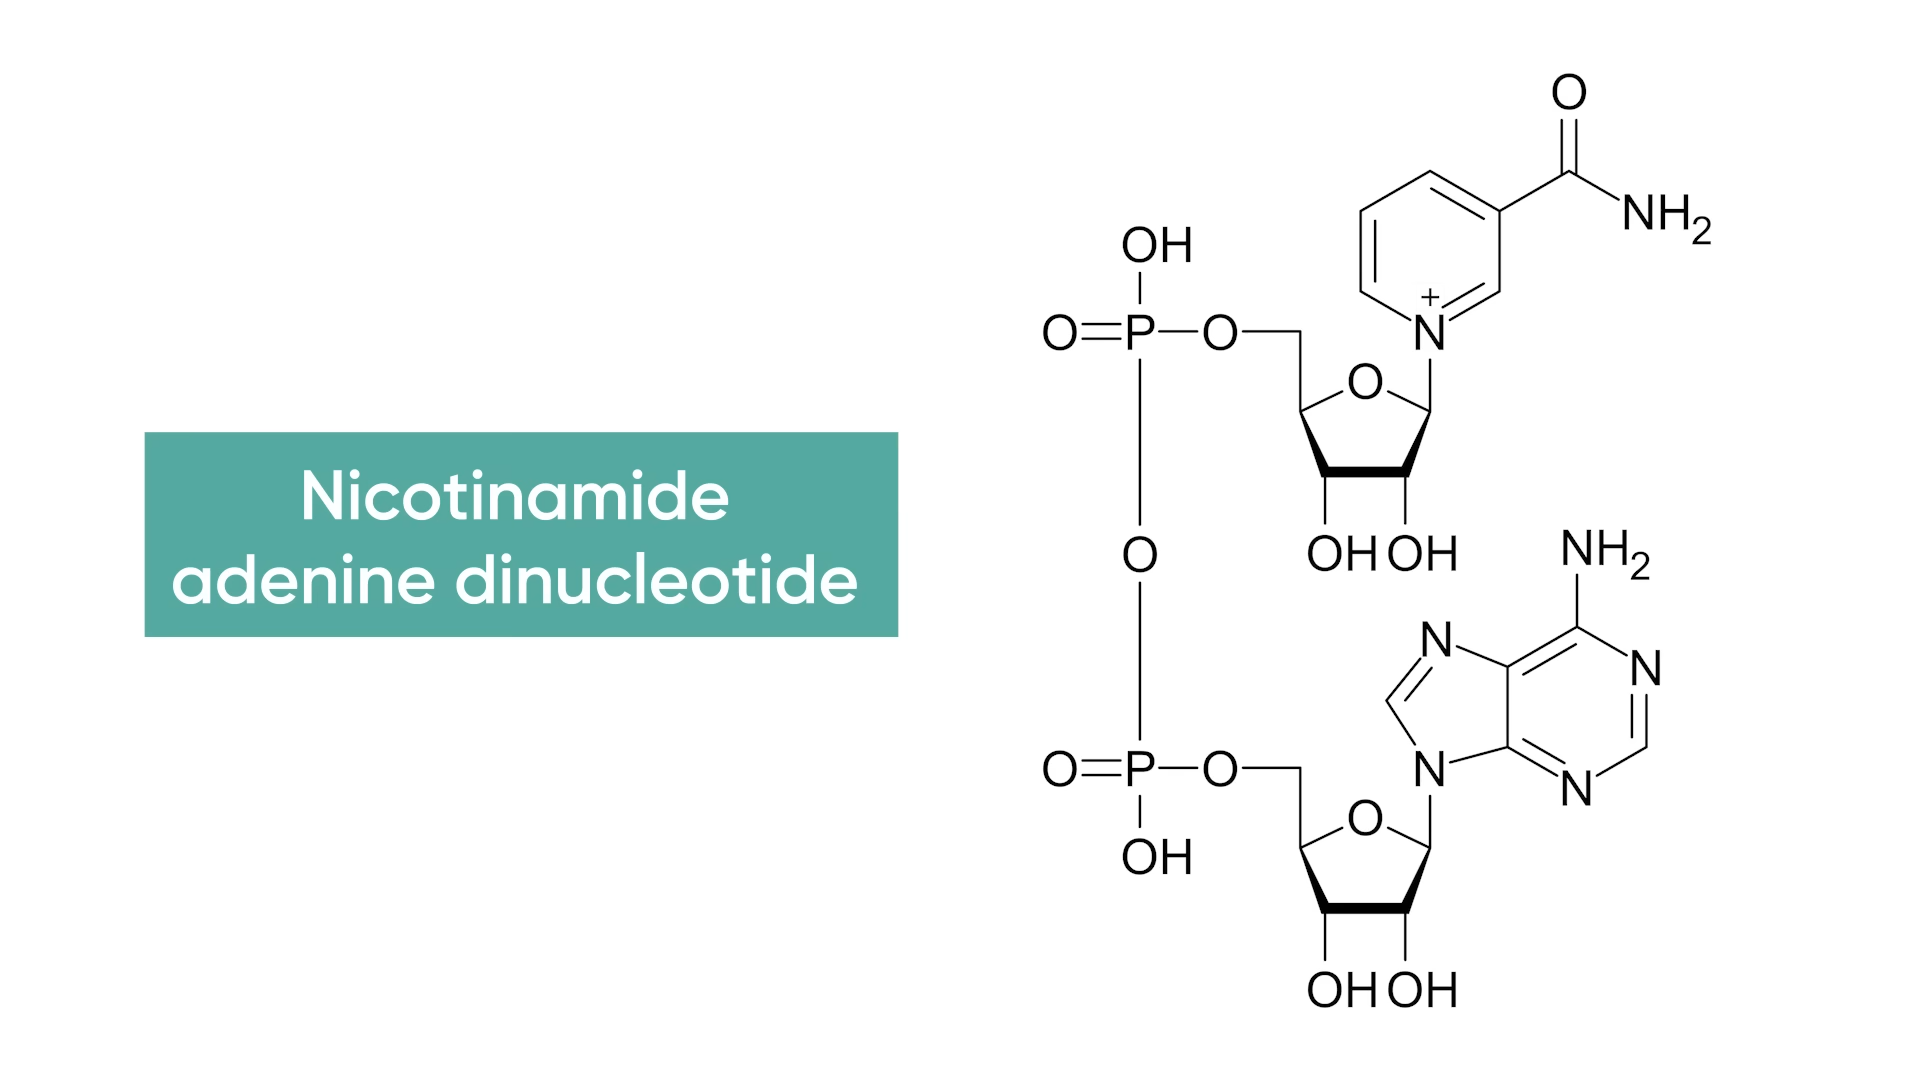 Nicotinamide
adenine dinucleotide
O
NH2
OH
O P O
N+
O
OH OH
O
NH2
N
N
O P O
N
N
O
OH
OH OH